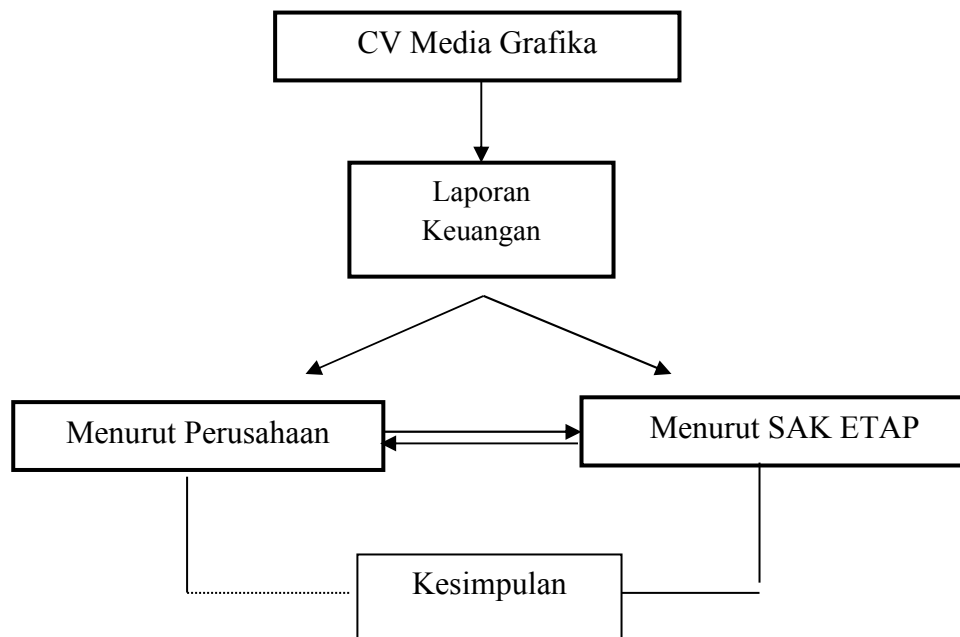 CV Media Grafika
Laporan
Keuangan
Menurut Perusahaan
Menurut SAK ETAP
Kesimpulan